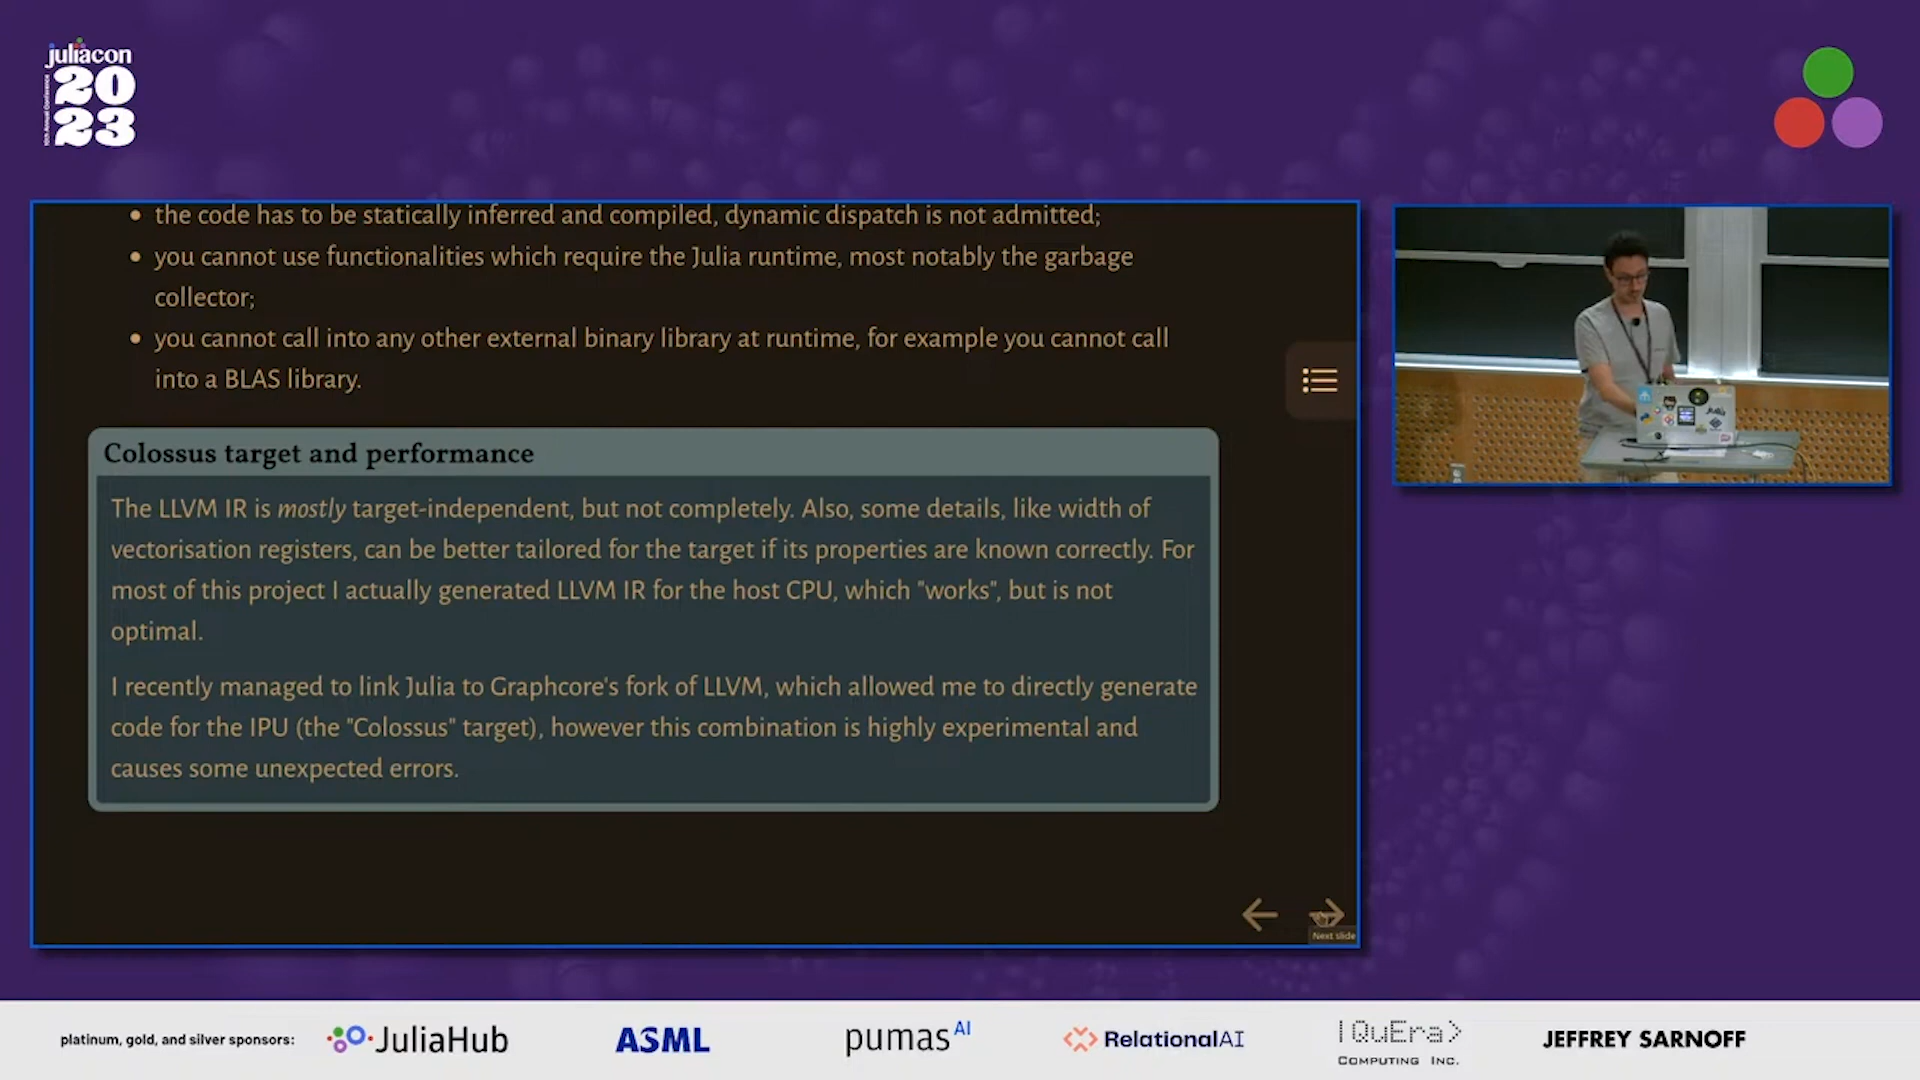 juliacon
20
23
• the code has to be statically inferred and compiled, dynamic dispatch is not admitted;
• you cannot use functionalities which require the Julia runtime, most notably the garbage
collector;
• you cannot call into any other external binary library at runtime, for example you cannot call
into a BLAS library.
Colossus target and performance
The LLVM IR is mostly target-independent, but not completely. Also, some details, like width of
vectorisation registers, can be better tailored for the target if its properties are known correctly. For
most of this project I actually generated LLVM IR for the host CPU, which "works", but is not
optimal.
I recently managed to link Julia to Graphcore's fork of LLVM, which allowed me to directly generate
code for the IPU (the "Colossus" target), however this combination is highly experimental and
causes some unexpected errors.
Next slide
platinum, gold, and silver sponsors:
JuliaHub
ASML
pumas AI
RelationalAI
|QuEra>
COMPUTING INC.
JEFFREY SARNOFF